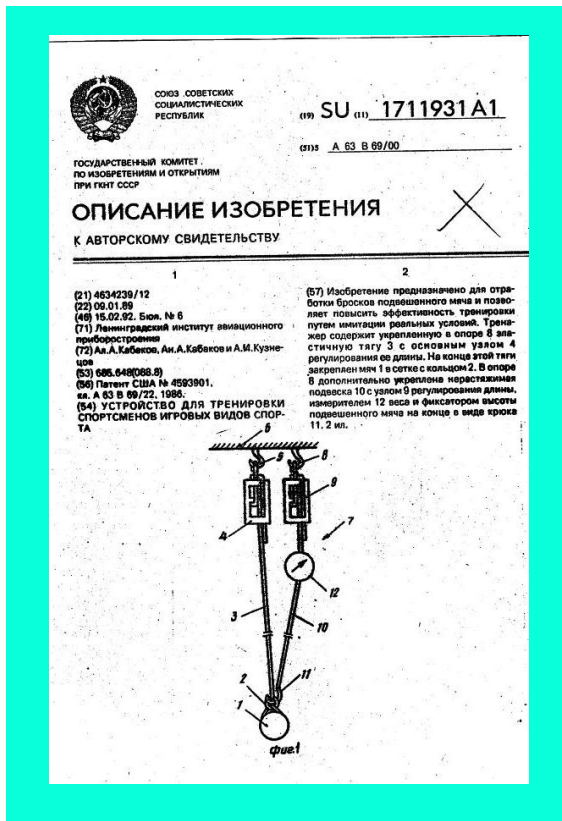 СОЮЗ СОВЕТСКИХ
СОЦИАЛИСТИЧЕСКИХ
РЕСПУБЛИК
(19) SU (11) 1711931 A1
(51)5 А 63 В 69/00
ГОСУДАРСТВЕННЫЙ КОМИТЕТ
ПО ИЗОБРЕТЕНИЯМ И ОТКРЫТИЯМ
ПРИ ГКНТ СССР
ОПИСАНИЕ ИЗОБРЕТЕНИЯ
К АВТОРСКОМУ СВИДЕТЕЛЬСТВУ
1
(21) 4634239/12
(22) 09.01.89
(46) 15.02.92. Бюл. № 6
(71) Ленинградский институт авиационного
приборостроения
(72) Ал.А.Кабаков, Ан.А.Кабаков и А.И.Кузне-
цов
(53) 685.648(088.8)
(56) Патент США № 4593901,
кл. А 63 В 69/22, 1986.
(54) УСТРОЙСТВО ДЛЯ ТРЕНИРОВКИ
СПОРТСМЕНОВ ИГРОВЫХ ВИДОВ СПОР-
ТА
2
(57) Изобретение предназначено для отра-
ботки бросков подвешенного мяча и позво-
ляет повысить эффективность тренировки
путем имитации реальных условий. Трена-
жер содержит укрепленную в опоре 8 эла-
стичную тягу 3 с основным узлом 4
регулирования ее длины. На конце этой тяги
закреплен мяч 1 в сетке с кольцом 2. В опоре
8 дополнительно укреплена нерастяжимая
подвеска 10 с узлом 9 регулирования длины,
измерителем 12 веса и фиксатором высоты
подвешенного мяча на конце в виде крюка
11. 2 ил.
6
5
8
9
4
7
12
3
10
11
2
1
фиг.1